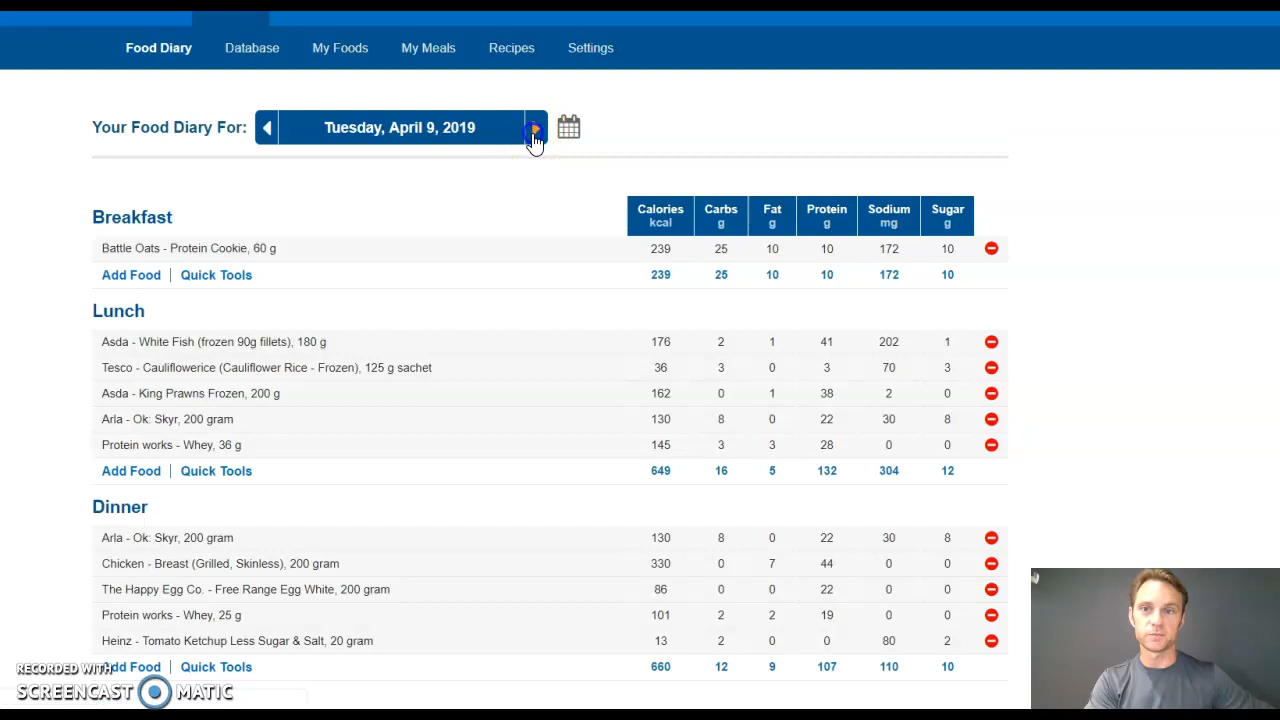 Food Diary Database My Foods My Meals Recipes Settings
Your Food Diary For: Tuesday, April 9, 2019
Breakfast Calories kcal Carbs g Fat g Protein g Sodium mg Sugar g
Battle Oats - Protein Cookie, 60 g 239 25 10 10 172 10
Add Food | Quick Tools 239 25 10 10 172 10
Lunch
Asda - White Fish (frozen 90g fillets), 180 g 176 2 1 41 202 1
Tesco - Cauliflowerice (Cauliflower Rice - Frozen), 125 g sachet 36 3 0 3 70 3
Asda - King Prawns Frozen, 200 g 162 0 1 38 2 0
Arla - Ok: Skyr, 200 gram 130 8 0 22 30 8
Protein works - Whey, 36 g 145 3 3 28 0 0
Add Food | Quick Tools 649 16 5 132 304 12
Dinner
Arla - Ok: Skyr, 200 gram 130 8 0 22 30 8
Chicken - Breast (Grilled, Skinless), 200 gram 330 0 7 44 0 0
The Happy Egg Co. - Free Range Egg White, 200 gram 86 0 0 22 0 0
Protein works - Whey, 25 g 101 2 2 19 0 0
Heinz - Tomato Ketchup Less Sugar & Salt, 20 gram 13 2 0 0 80 2
Add Food | Quick Tools 660 12 9 107 110 10
RECORDED WITH
SCREENCAST MATIC